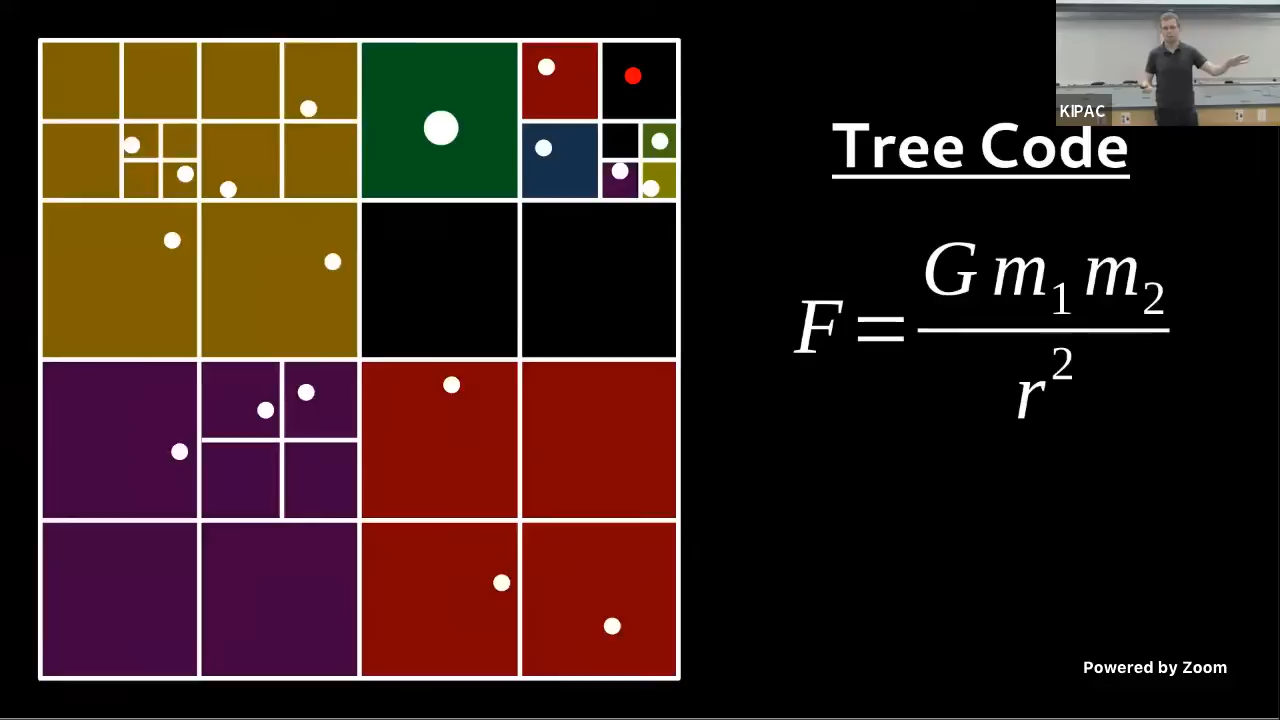 KIPAC
Tree Code
F = G m₁ m₂ / r²
Powered by Zoom